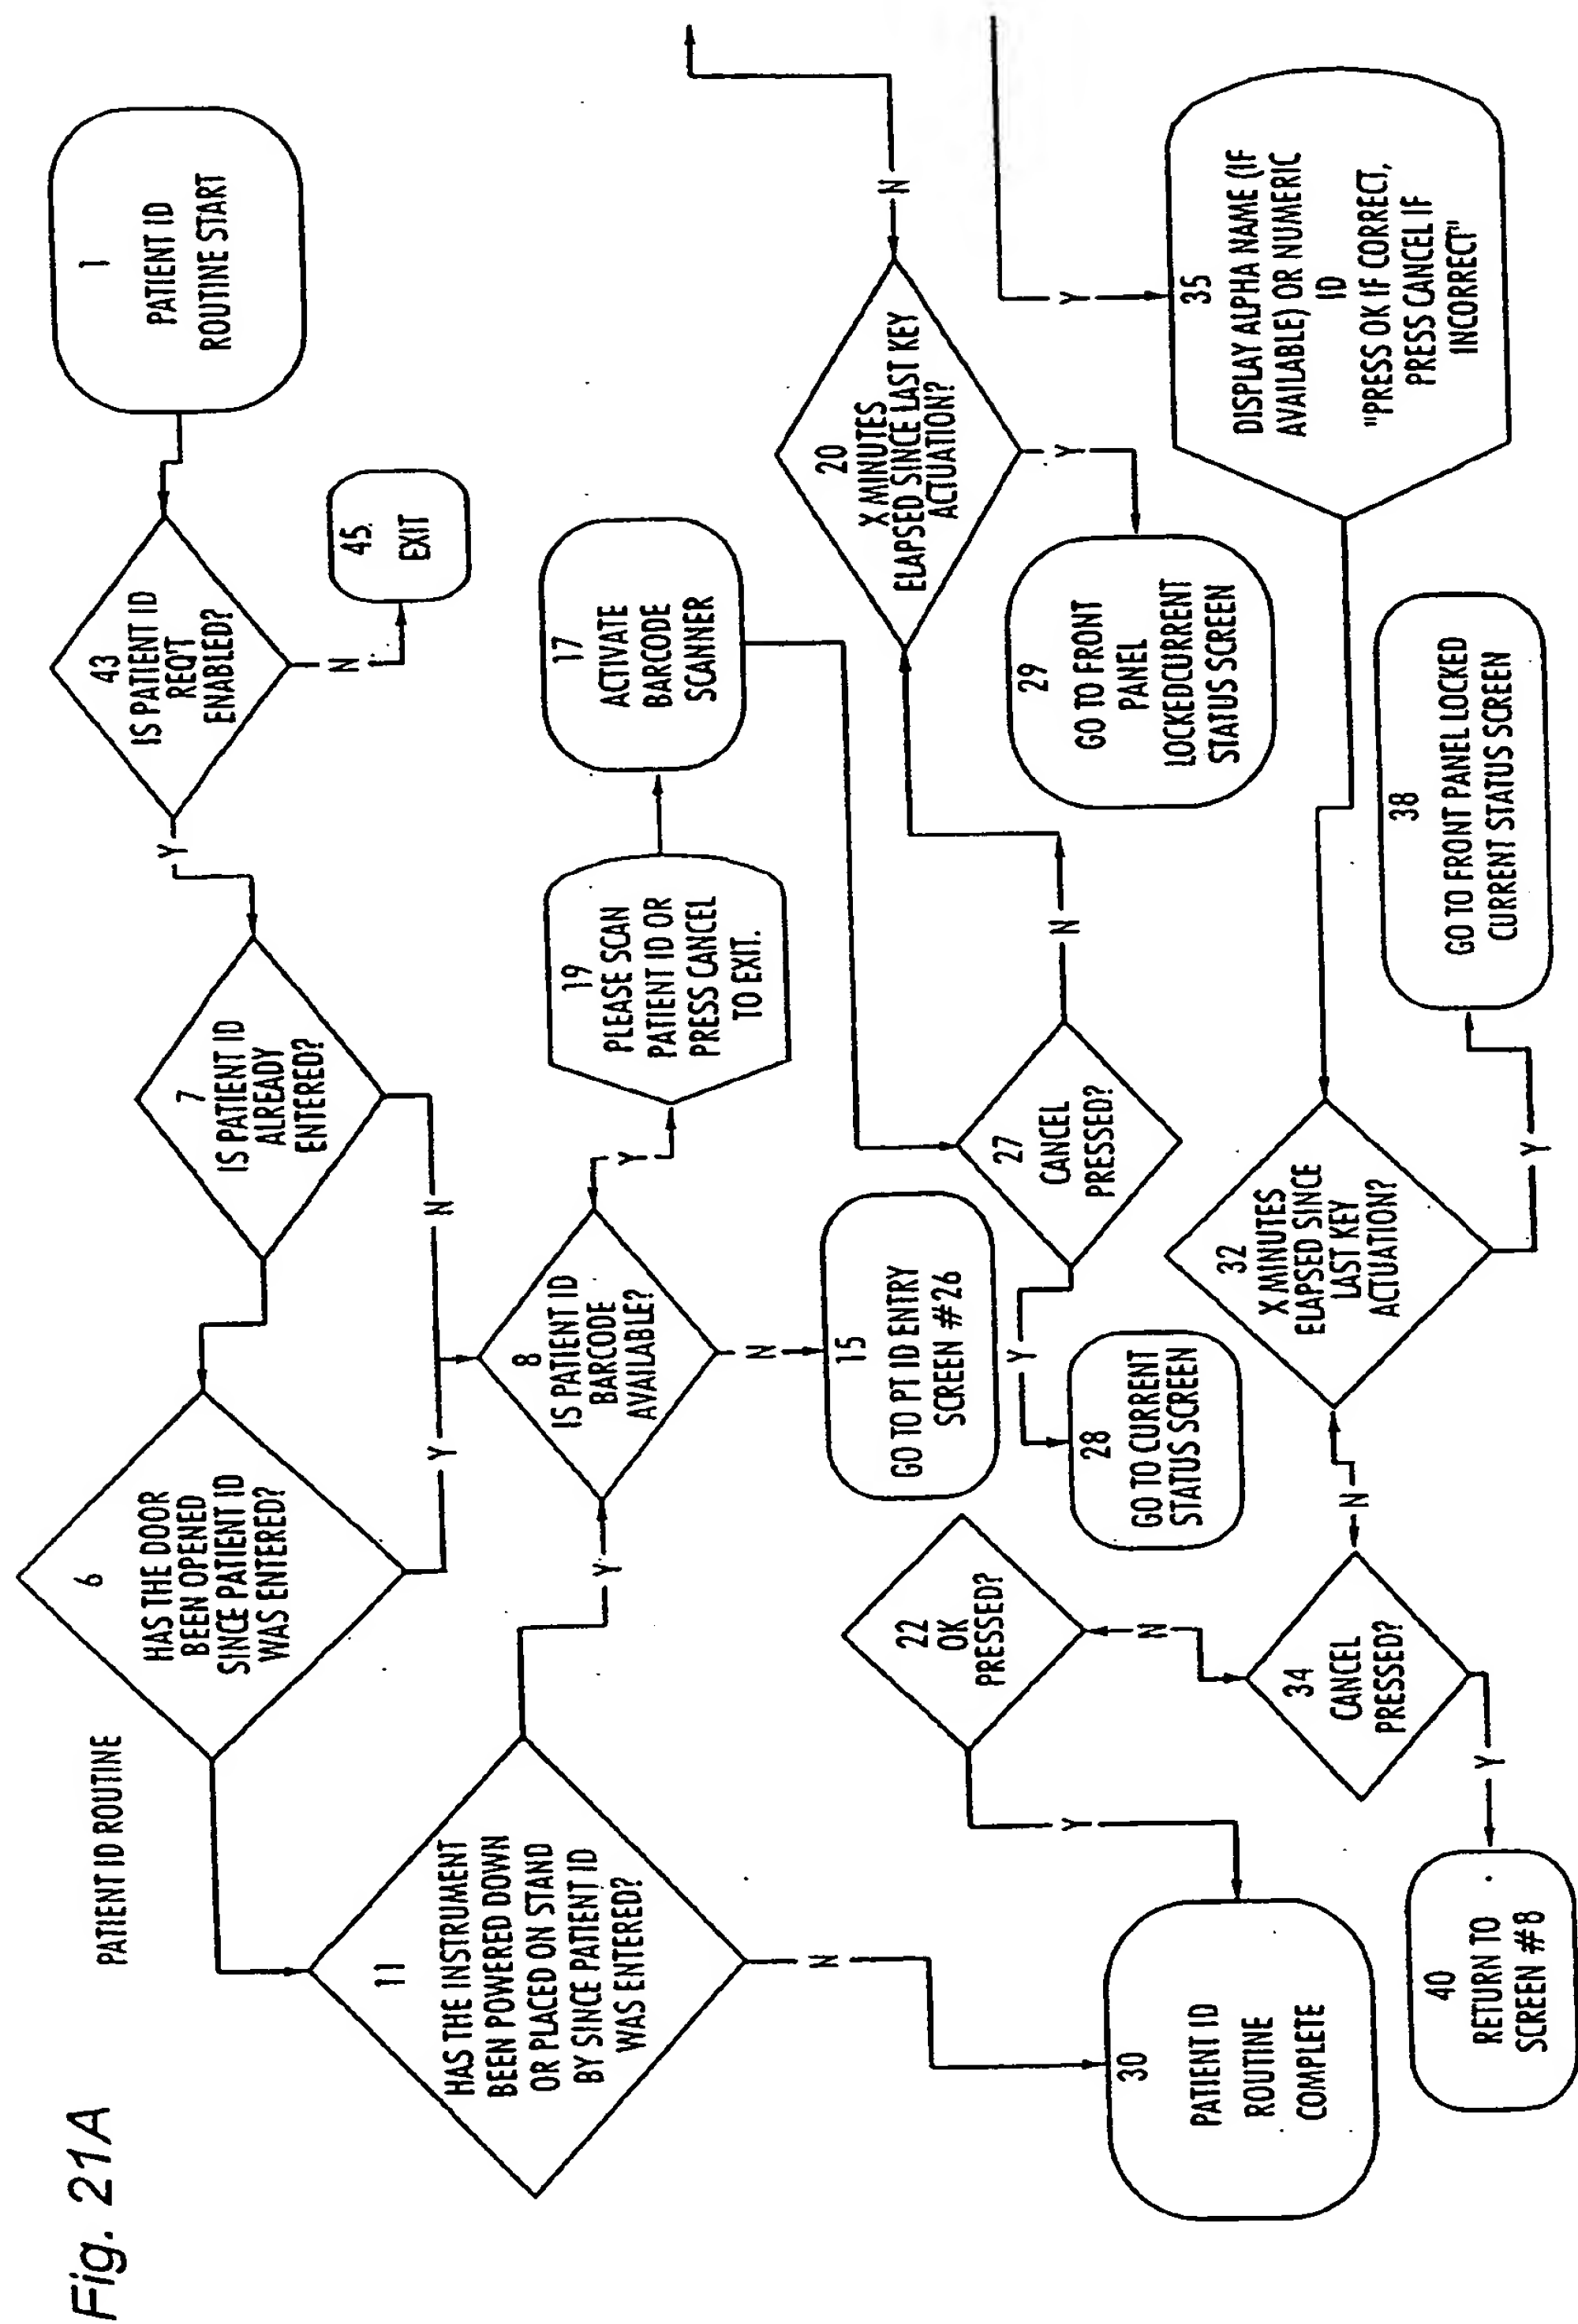 Fig. 21A
PATIENT ID ROUTINE
1
PATIENT ID
ROUTINE START
43
IS PATIENT ID
REQ'T
ENABLED?
N
45
EXIT
Y
7
IS PATIENT ID
ALREADY
ENTERED?
N
6
HAS THE DOOR
BEEN OPENED
SINCE PATIENT ID
WAS ENTERED?
Y
11
HAS THE INSTRUMENT
BEEN POWERED DOWN
OR PLACED ON STAND
BY SINCE PATIENT ID
WAS ENTERED?
Y
N
8
IS PATIENT ID
BARCODE
AVAILABLE?
Y
N
19
PLEASE SCAN
PATIENT ID OR
PRESS CANCEL
TO EXIT.
17
ACTIVATE
BARCODE
SCANNER
15
GO TO PT ID ENTRY
SCREEN #26
27
CANCEL
PRESSED?
N
Y
28
GO TO CURRENT
STATUS SCREEN
20
X MINUTES
ELAPSED SINCE LAST KEY
ACTUATION?
N
Y
29
GO TO FRONT
PANEL
LOCKEDCURRENT
STATUS SCREEN
Y
35
DISPLAY ALPHA NAME (IF
AVAILABLE) OR NUMERIC
ID
"PRESS OK IF CORRECT,
PRESS CANCEL IF
INCORRECT"
32
X MINUTES
ELAPSED SINCE
LAST KEY
ACTUATION?
Y
N
38
GO TO FRONT PANEL LOCKED
CURRENT STATUS SCREEN
34
CANCEL
PRESSED?
N
Y
22
OK
PRESSED?
Y
30
PATIENT ID
ROUTINE
COMPLETE
40
RETURN TO
SCREEN #8